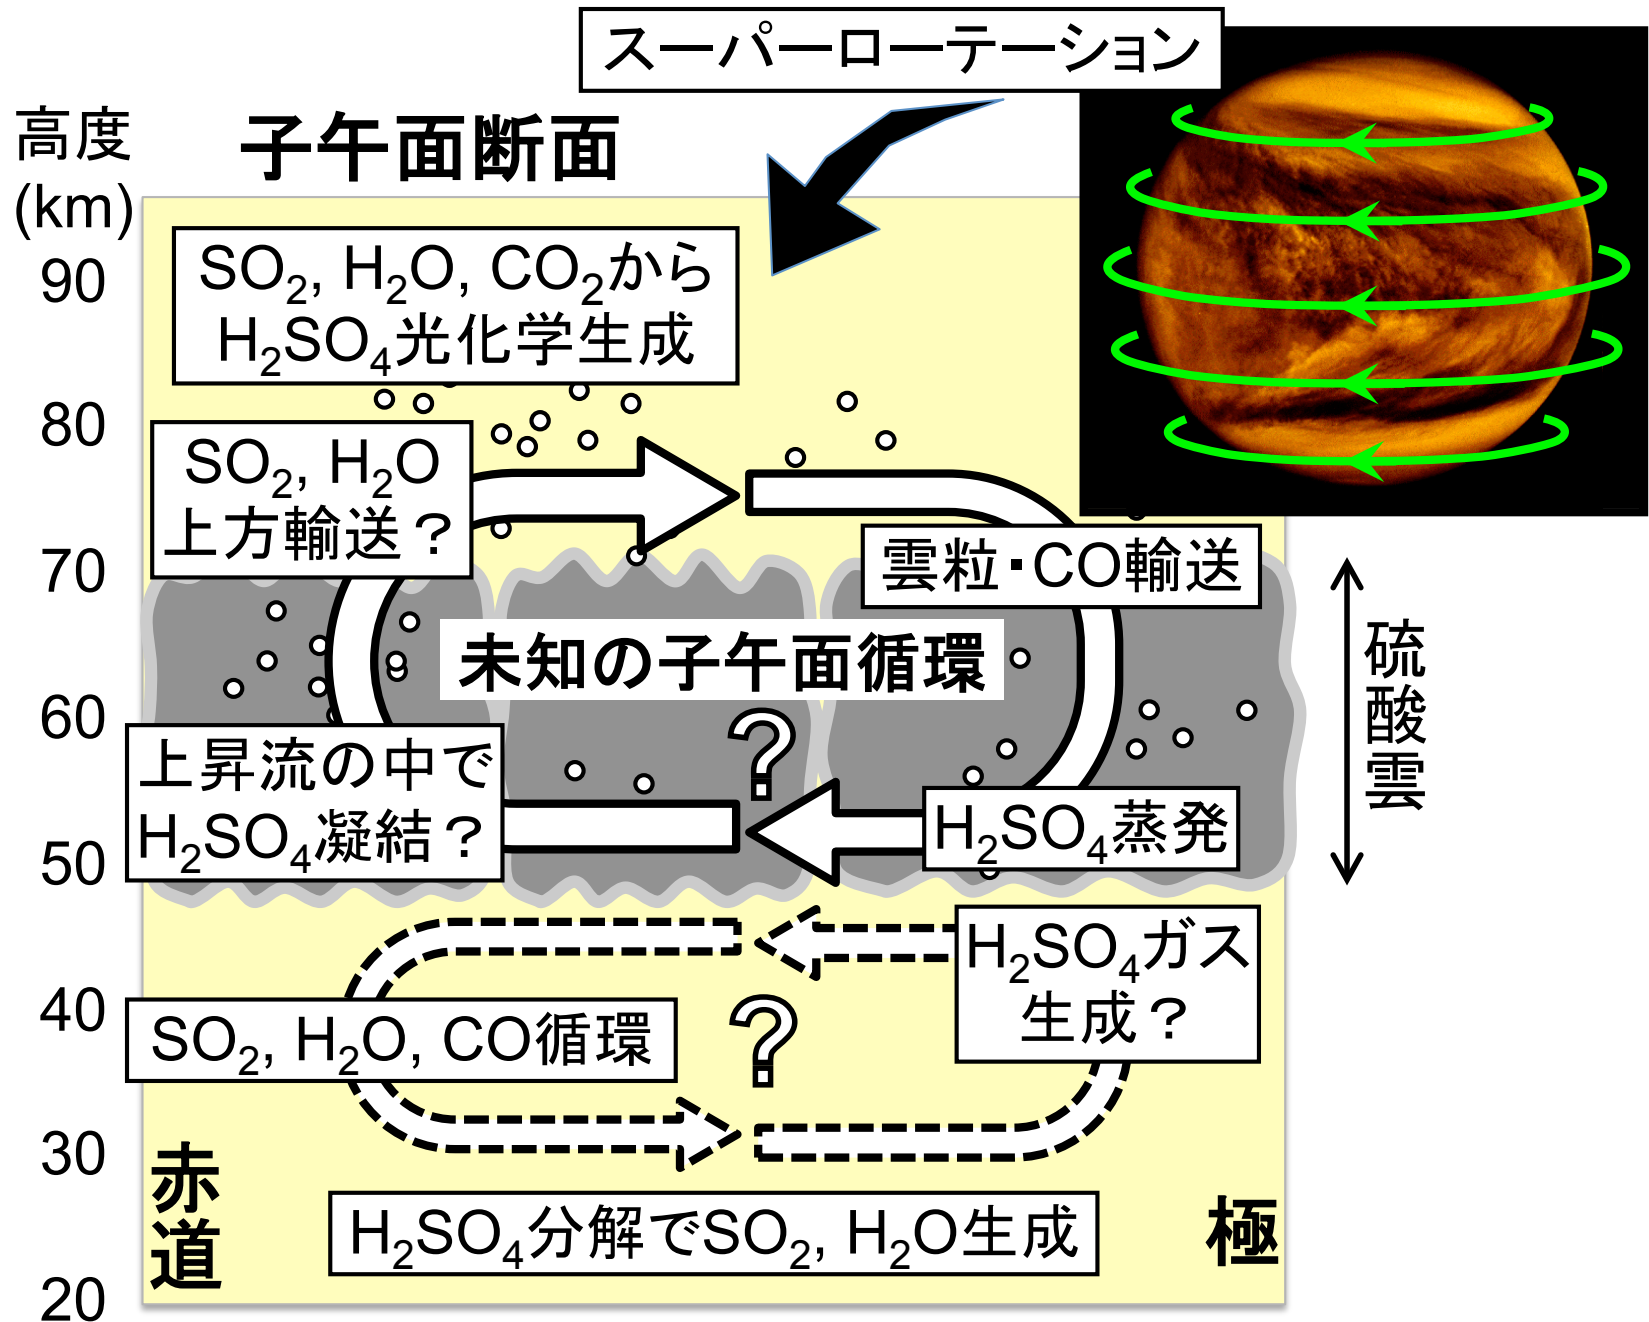 スーパーローテーション
高度
(km)
子午面断面
90
SO₂, H₂O, CO₂から
H₂SO₄光化学生成
80
SO₂, H₂O
上方輸送？
70
雲粒・CO輸送
未知の子午面循環
硫酸雲
60
?
上昇流の中で
H₂SO₄凝結？
H₂SO₄蒸発
50
H₂SO₄ガス
生成？
40
SO₂, H₂O, CO循環
?
30
赤道
H₂SO₄分解でSO₂, H₂O生成
極
20